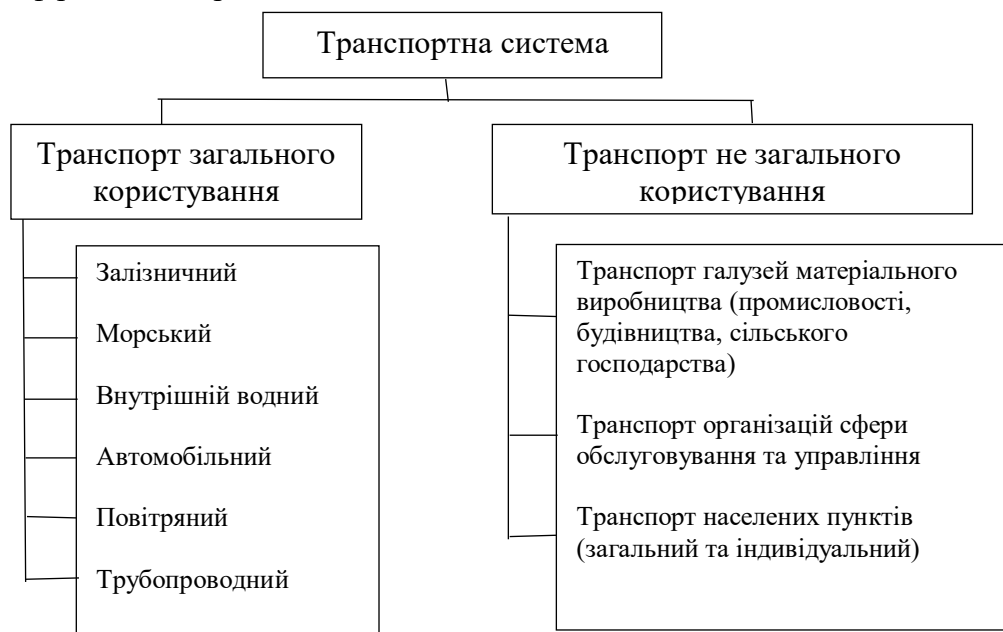 Транспортна система
Транспорт загального
користування
Транспорт не загального
користування
Залізничний
Морський
Внутрішній водний
Автомобільний
Повітряний
Трубопроводний
Транспорт галузей матеріального
виробництва (промисловості,
будівництва, сільського
господарства)
Транспорт організацій сфери
обслуговування та управління
Транспорт населених пунктів
(загальний та індивідуальний)